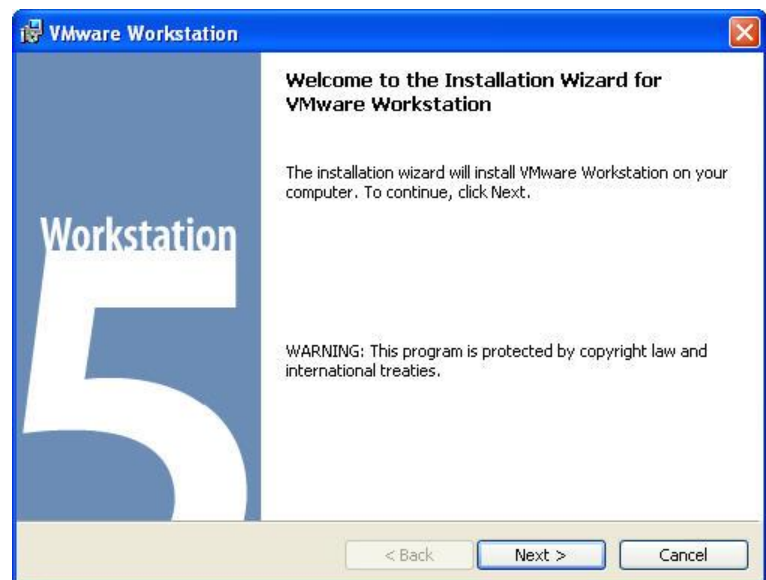 VMware Workstation
Welcome to the Installation Wizard for
VMware Workstation
The installation wizard will install VMware Workstation on your
computer. To continue, click Next.
Workstation
5
WARNING: This program is protected by copyright law and
international treaties.
< Back
Next >
Cancel